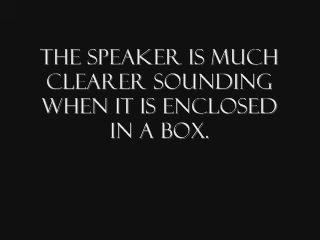 THE SPEAKER IS MUCH
CLEARER SOUNDING
WHEN IT IS ENCLOSED
IN A BOX.